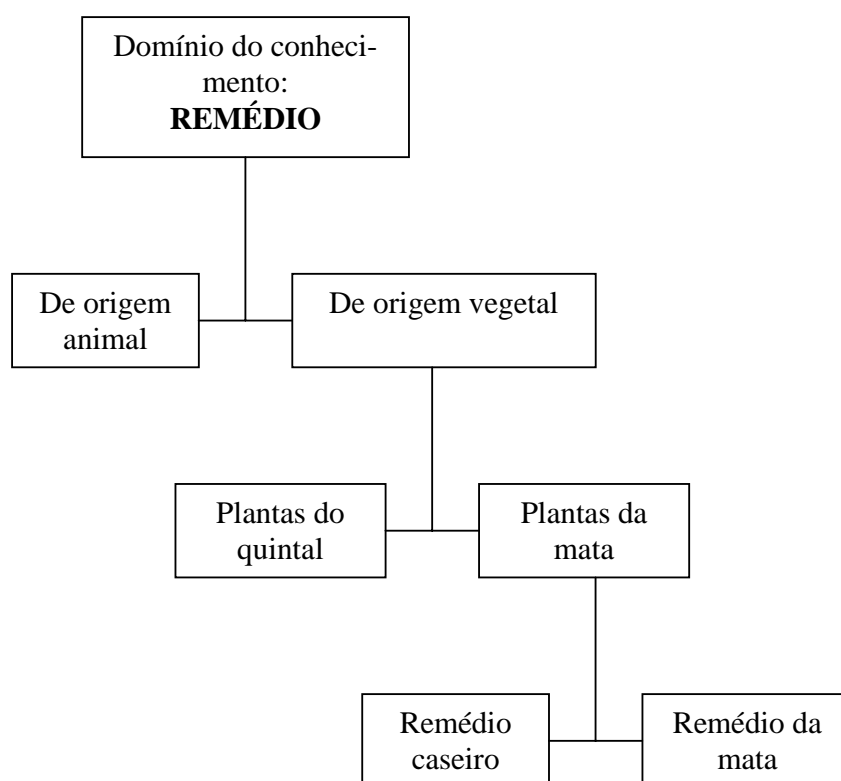 Domínio do conheci-
mento:
REMÉDIO
De origem
animal
De origem vegetal
Plantas do
quintal
Plantas da
mata
Remédio
caseiro
Remédio da
mata